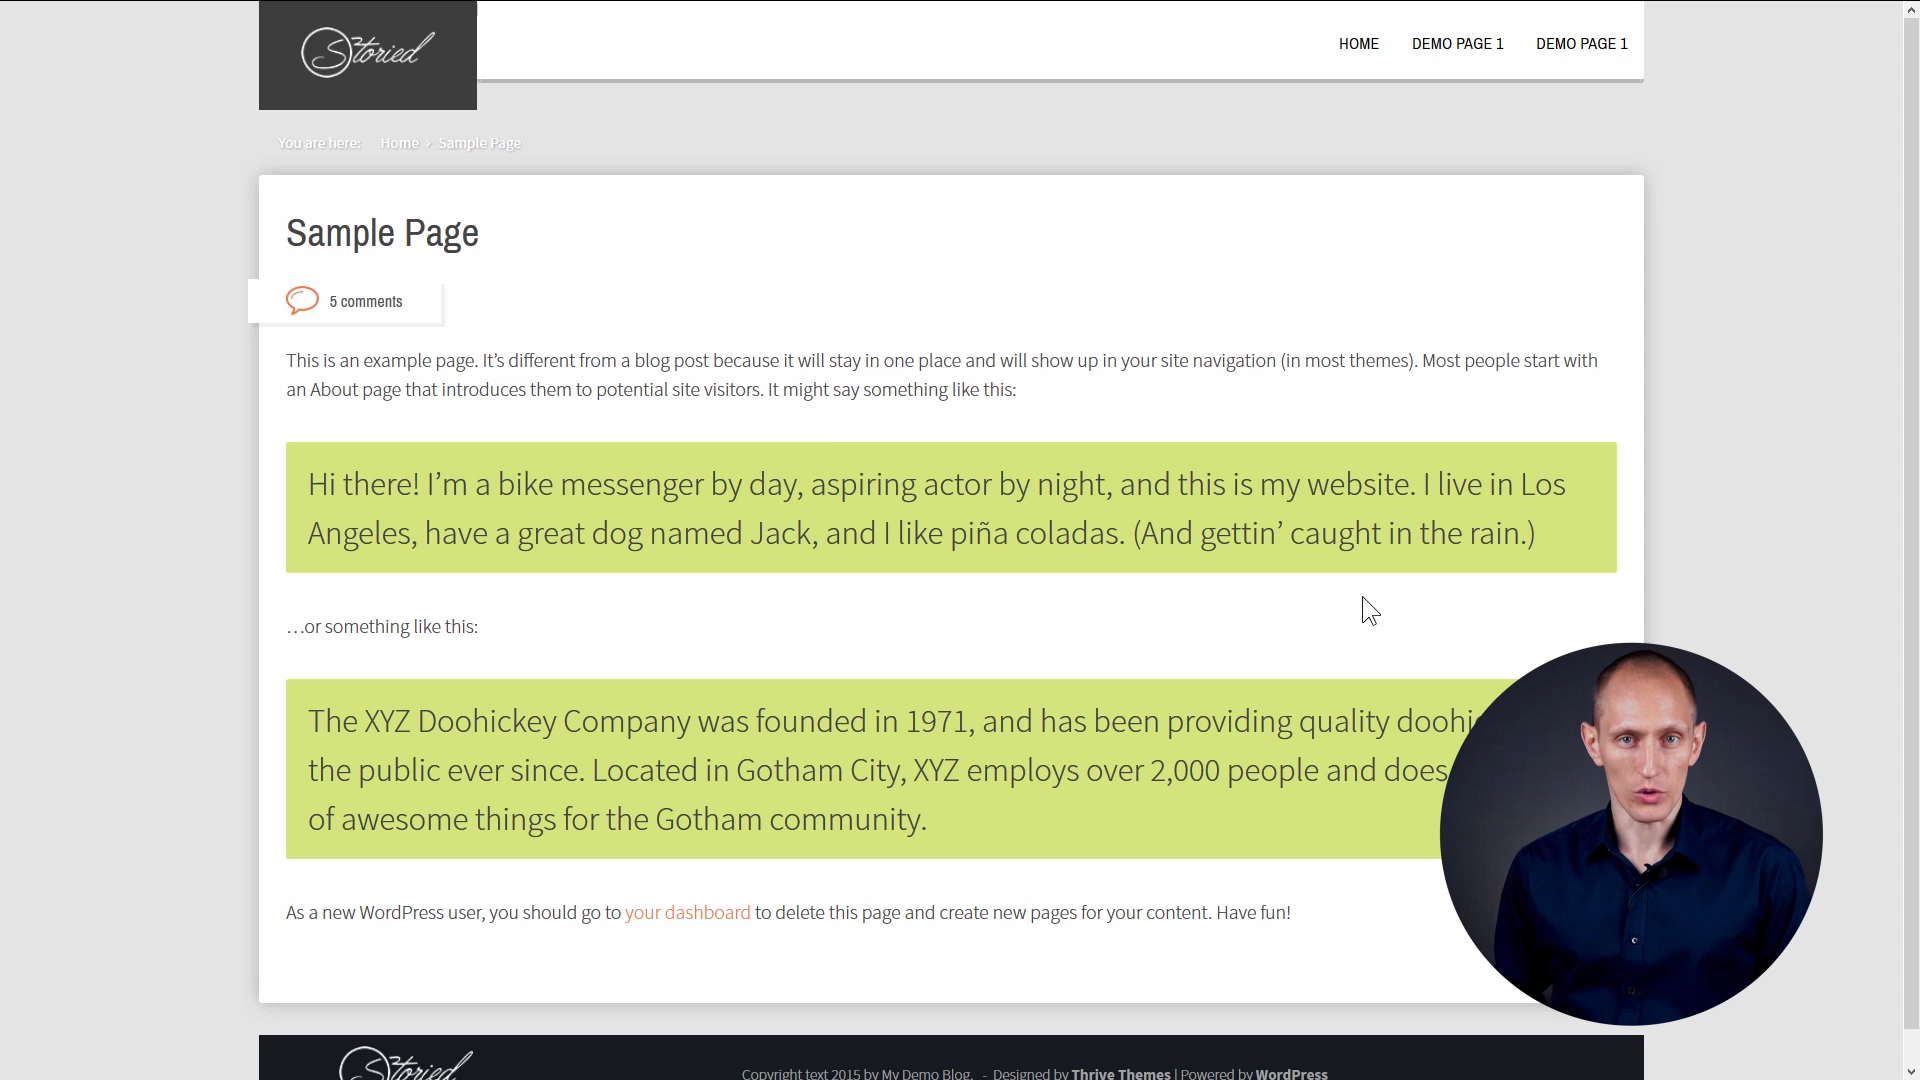 Storied
HOME DEMO PAGE 1 DEMO PAGE 1
You are here: Home › Sample Page
Sample Page
5 comments
This is an example page. It’s different from a blog post because it will stay in one place and will show up in your site navigation (in most themes). Most people start with
an About page that introduces them to potential site visitors. It might say something like this:
Hi there! I’m a bike messenger by day, aspiring actor by night, and this is my website. I live in Los
Angeles, have a great dog named Jack, and I like piña coladas. (And gettin’ caught in the rain.)
…or something like this:
The XYZ Doohickey Company was founded in 1971, and has been providing quality
the public ever since. Located in Gotham City, XYZ employs over 2,000 people and does
of awesome things for the Gotham community.
As a new WordPress user, you should go to your dashboard to delete this page and create new pages for your content. Have fun!
Storied
Copyright text 2015 by My Demo Blog. - Designed by Thrive Themes | Powered by WordPress